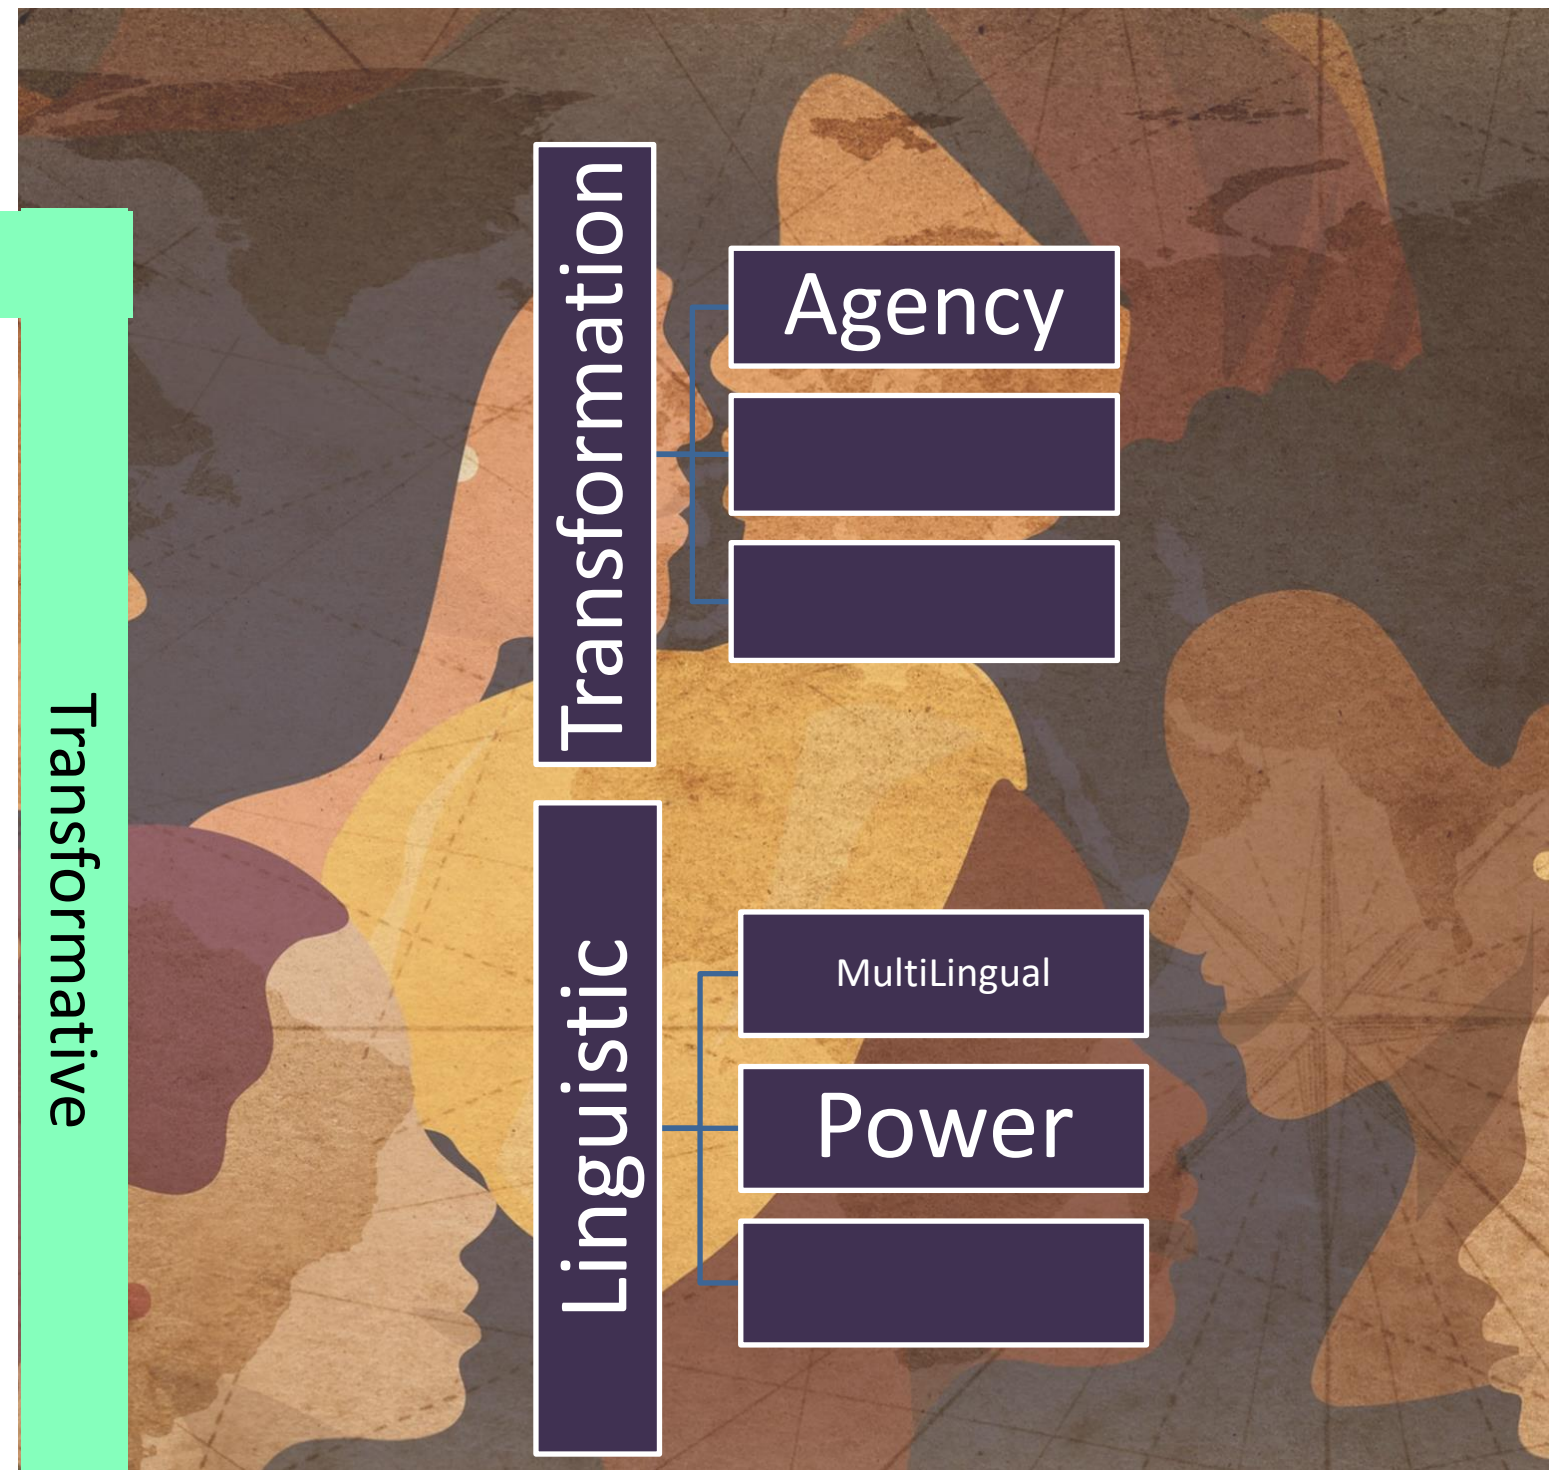 Transformative
Transformation
Agency
Linguistic
MultiLingual
Power